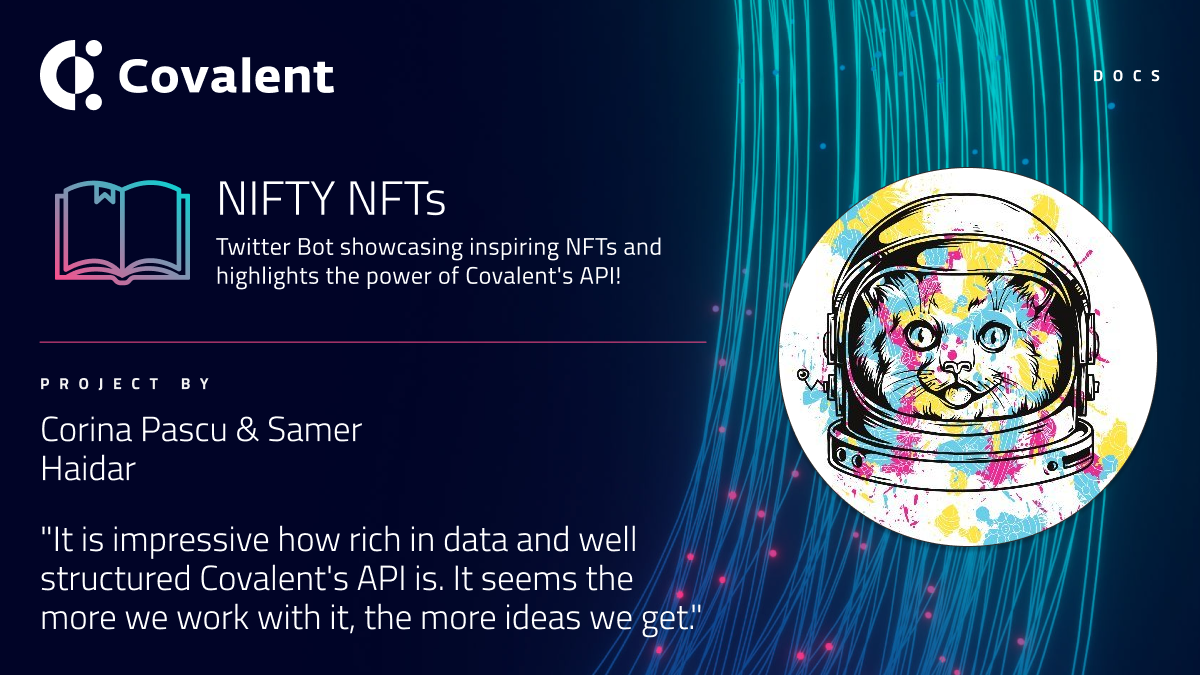 Covalent
DOCS
NIFTY NFTs
Twitter Bot showcasing inspiring NFTs and
highlights the power of Covalent's API!
PROJECT BY
Corina Pascu & Samer
Haidar
"It is impressive how rich in data and well
structured Covalent's API is. It seems the
more we work with it, the more ideas we get."